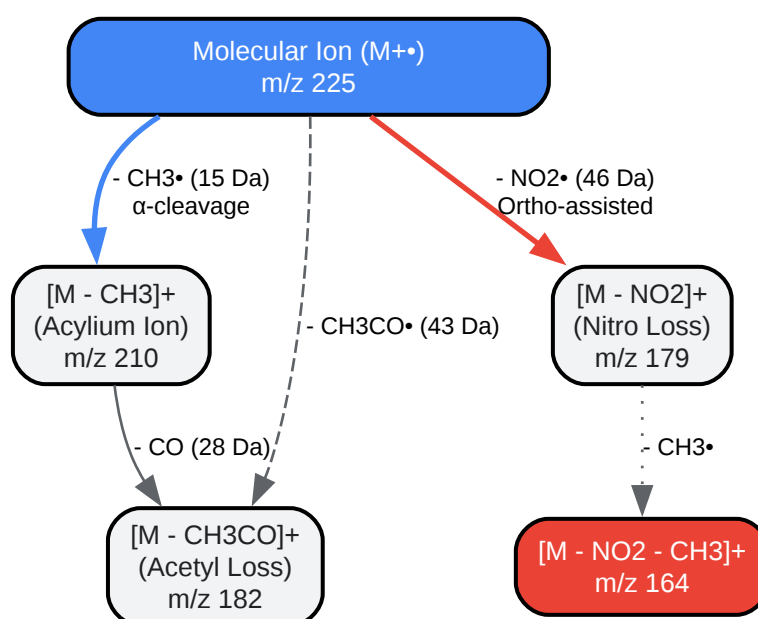 Molecular Ion (M+•)
m/z 225
- CH3• (15 Da)
α-cleavage
- NO2• (46 Da)
Ortho-assisted
[M - CH3]+
(Acylium Ion)
m/z 210
- CH3CO• (43 Da)
[M - NO2]+
(Nitro Loss)
m/z 179
- CO (28 Da)
- CH3•
[M - CH3CO]+
(Acetyl Loss)
m/z 182
[M - NO2 - CH3]+
m/z 164